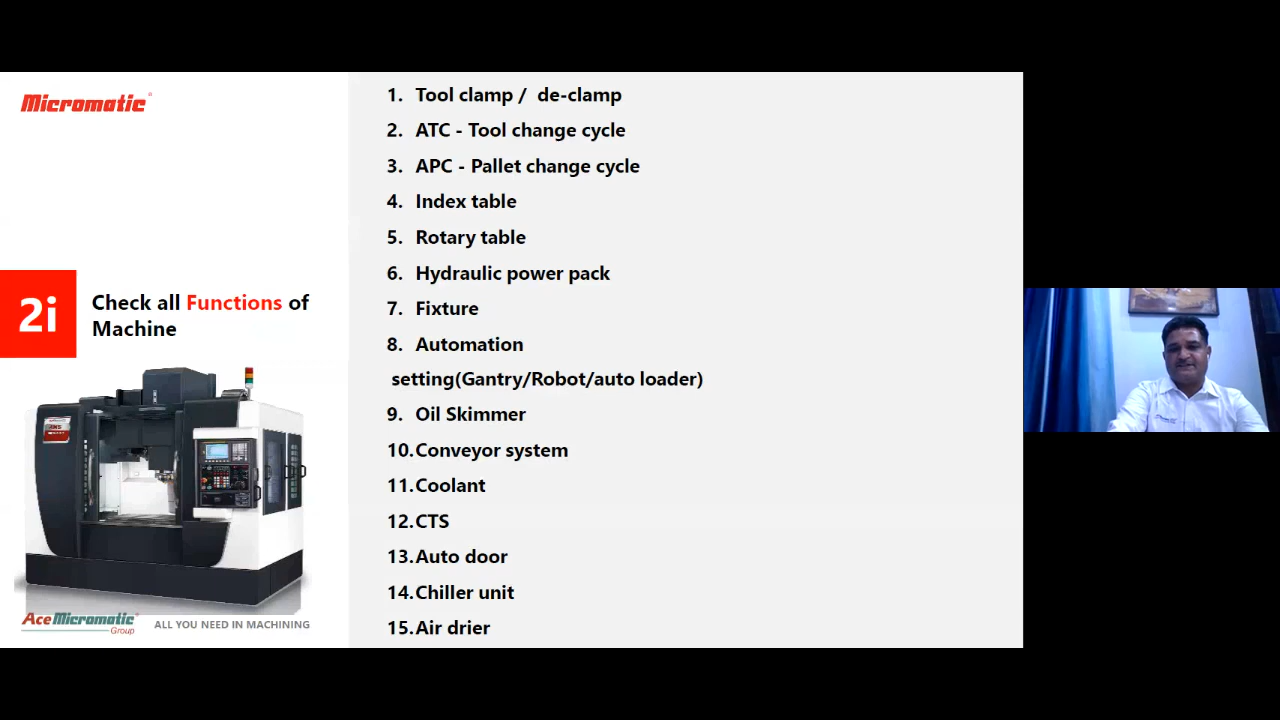 Micromatic
2i
Check all Functions of
Machine
AceMicromatic
Group
ALL YOU NEED IN MACHINING
1. Tool clamp / de-clamp
2. ATC - Tool change cycle
3. APC - Pallet change cycle
4. Index table
5. Rotary table
6. Hydraulic power pack
7. Fixture
8. Automation
setting(Gantry/Robot/auto loader)
9. Oil Skimmer
10.Conveyor system
11.Coolant
12.CTS
13.Auto door
14.Chiller unit
15.Air drier